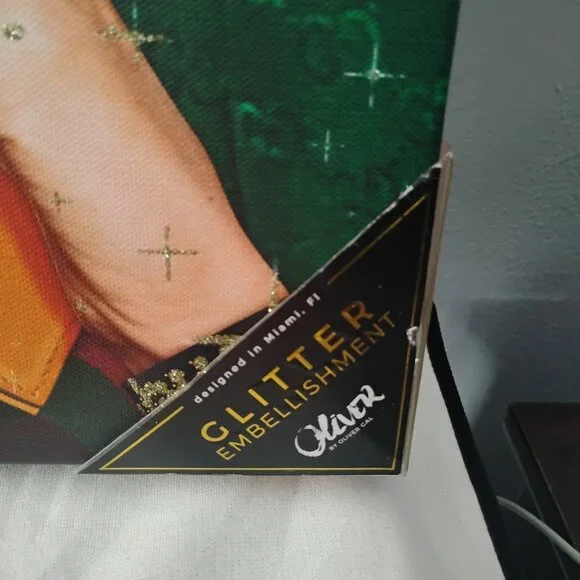 designed in Miami, Fl
GLITTER
EMBELLISHMENT
Oliver
BY OLIVER GAL